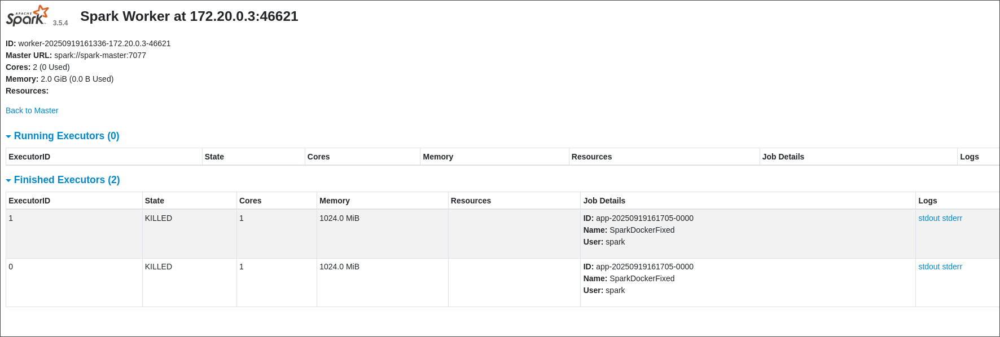 APACHE
Spark 3.5.4 Spark Worker at 172.20.0.3:46621
ID: worker-20250919161336-172.20.0.3-46621
Master URL: spark://spark-master:7077
Cores: 2 (0 Used)
Memory: 2.0 GiB (0.0 B Used)
Resources:
Back to Master
Running Executors (0)
ExecutorID State Cores Memory Resources Job Details Logs
Finished Executors (2)
ExecutorID State Cores Memory Resources Job Details Logs
1 KILLED 1 1024.0 MiB ID: app-20250919161705-0000 stdout stderr
Name: SparkDockerFixed
User: spark
0 KILLED 1 1024.0 MiB ID: app-20250919161705-0000 stdout stderr
Name: SparkDockerFixed
User: spark